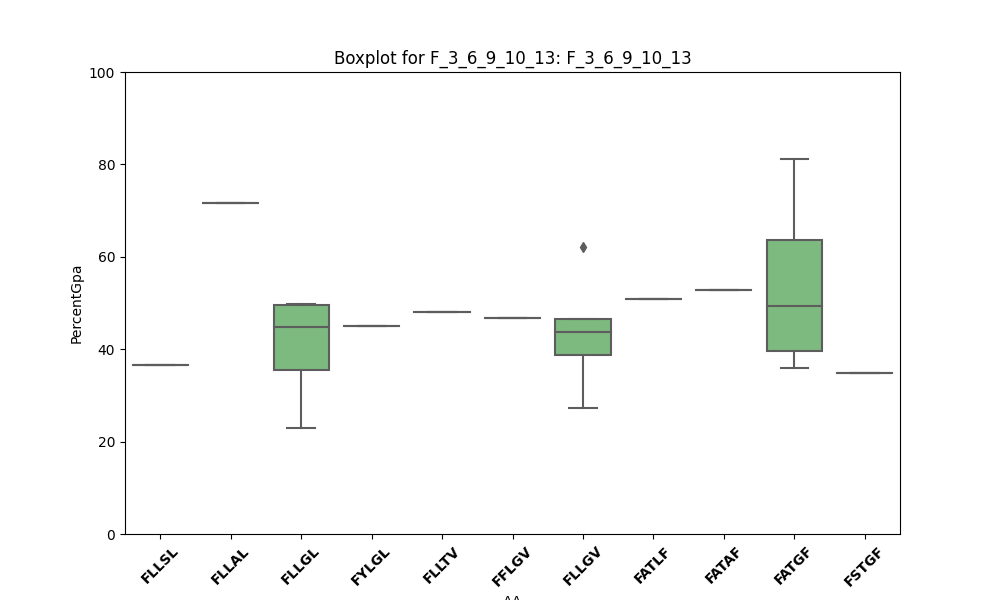 Boxplot for F_3_6_9_10_13: F_3_6_9_10_13
100
80
60
40
20
0
PercentGpa
FLLSL
FLLAL
FLLGL
FYLGL
FLLTV
FFLGV
FLLGV
FATLF
FATAF
FATGF
FSTGF